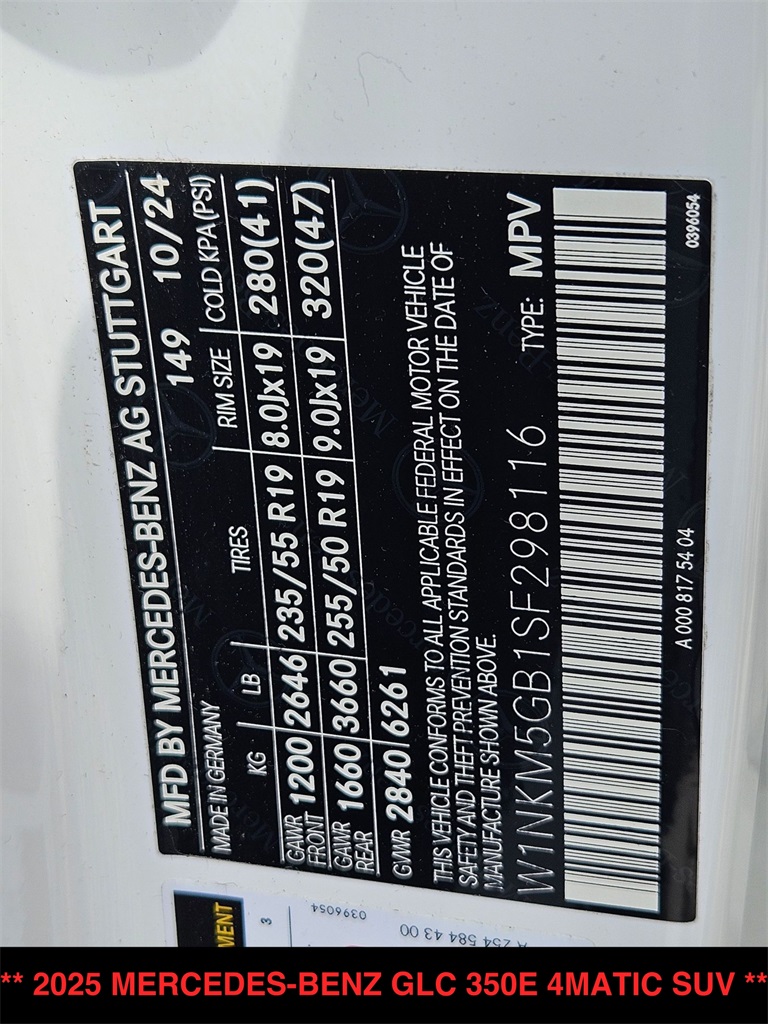 MFD BY MERCEDES-BENZ AG STUTTGART
MADE IN GERMANY 149 10/24
KG LB TIRES RIM SIZE COLD KPA(PSI)
GAWR FRONT 1200 2646 235/55 R19 8.0Jx19 280(41)
GAWR REAR 1660 3660 255/50 R19 9.0Jx19 320(47)
GVWR 2840 6261
THIS VEHICLE CONFORMS TO ALL APPLICABLE FEDERAL MOTOR VEHICLE
SAFETY AND THEFT PREVENTION STANDARDS IN EFFECT ON THE DATE OF
MANUFACTURE SHOWN ABOVE.
W1NKM5GB1SF298116 TYPE: MPV
A 000 817 54 04 0396054
MENT
3
0396054
A 254 584 43 00
** 2025 MERCEDES-BENZ GLC 350E 4MATIC SUV **